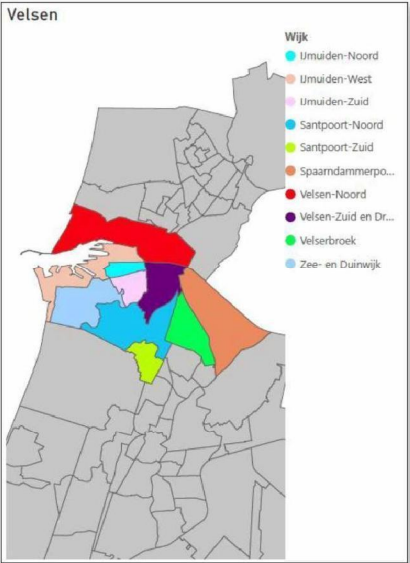 Velsen
Wijk
IJmuiden-Noord
IJmuiden-West
IJmuiden-Zuid
Santpoort-Noord
Santpoort-Zuid
Spaarndammerpo...
Velsen-Noord
Velsen-Zuid en Dr...
Velserbroek
Zee- en Duinwijk